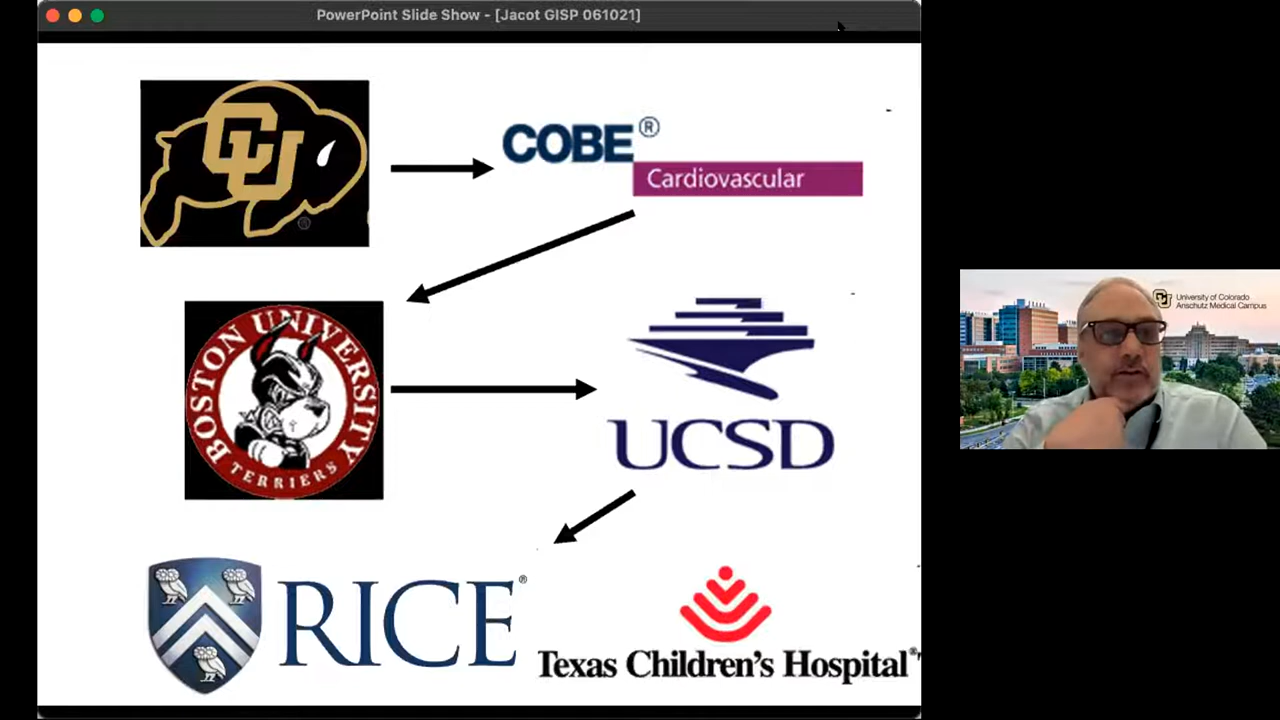 PowerPoint Slide Show - [Jacot GISP 061021]
CU
®
COBE®
Cardiovascular
BOSTON UNIVERSITY
TERRIERS
UCSD
RICE®
Texas Children's Hospital®
CU
University of Colorado
Anschutz Medical Campus